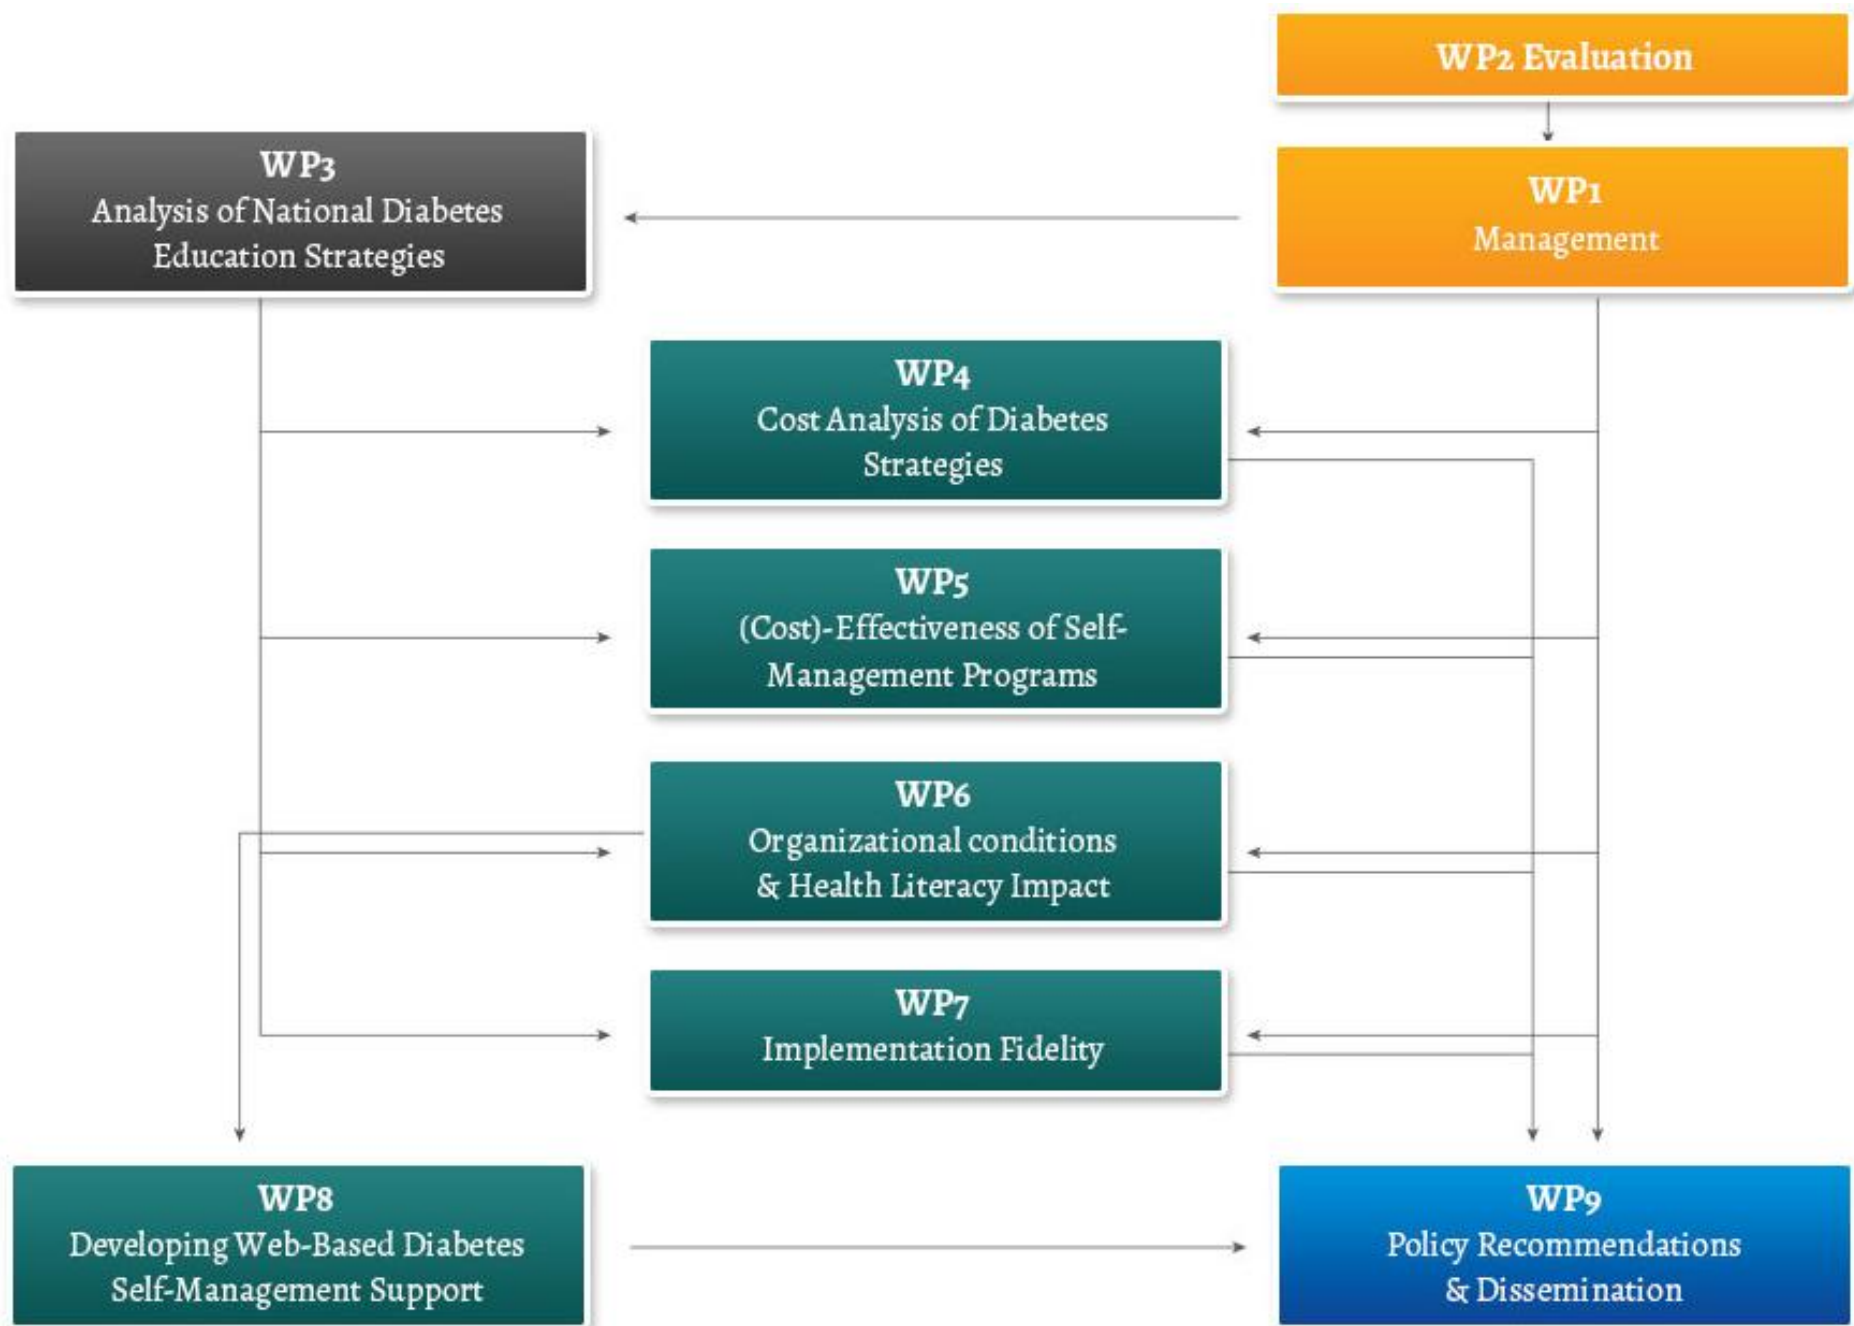 WP2 Evaluation
WP3
Analysis of National Diabetes
Education Strategies
WP1
Management
WP4
Cost Analysis of Diabetes
Strategies
WP5
(Cost)-Effectiveness of Self-
Management Programs
WP6
Organizational conditions
& Health Literacy Impact
WP7
Implementation Fidelity
WP8
Developing Web-Based Diabetes
Self-Management Support
WP9
Policy Recommendations
& Dissemination